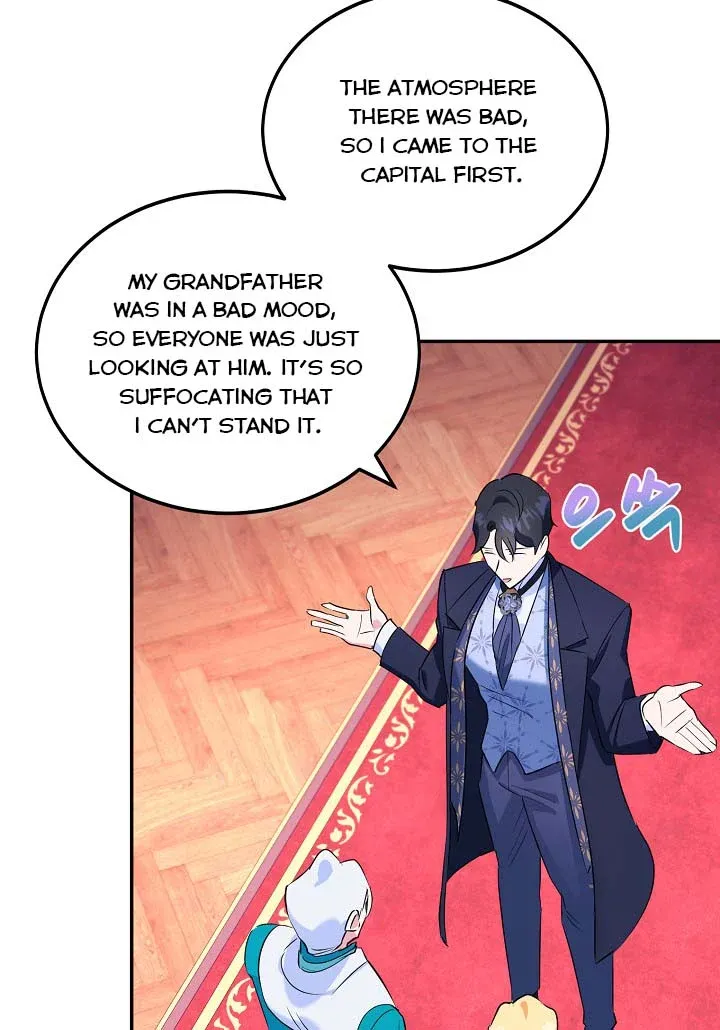 THE ATMOSPHERE
THERE WAS BAD,
SO I CAME TO THE
CAPITAL FIRST.
MY GRANDFATHER
WAS IN A BAD MOOD,
SO EVERYONE WAS JUST
LOOKING AT HIM. IT'S SO
SUFFOCATING THAT
I CAN'T STAND IT.
으쓱